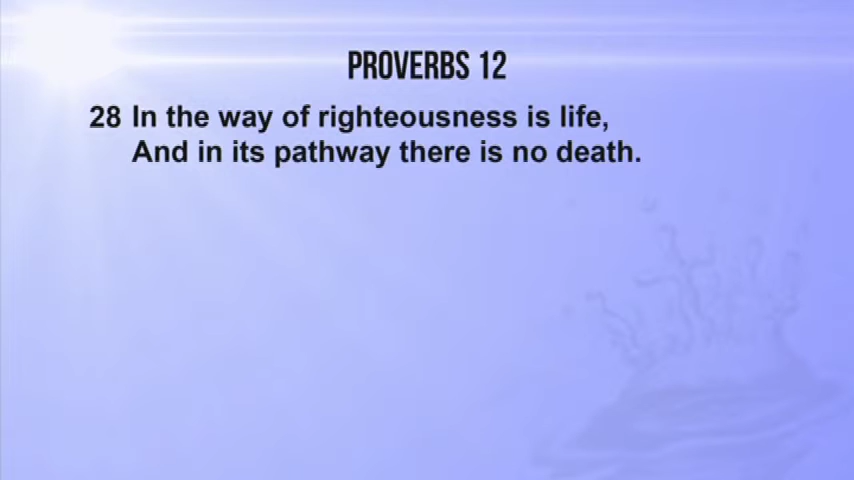 PROVERBS 12
28 In the way of righteousness is life,
And in its pathway there is no death.